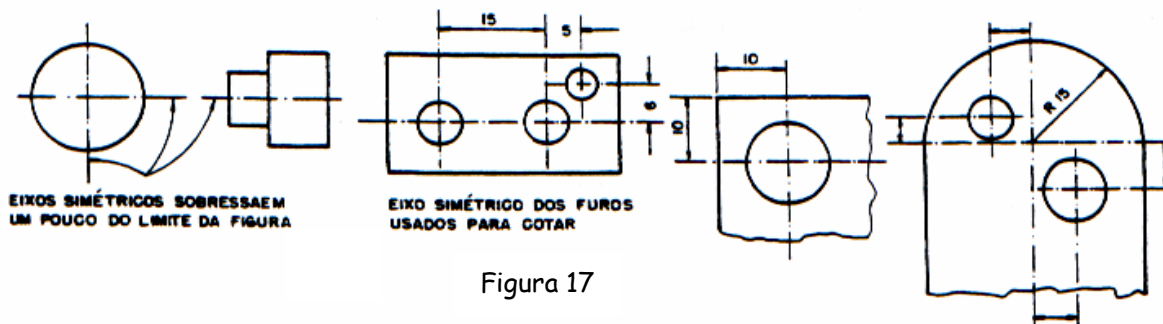 15
5
6
10
10
R 15
EIXOS SIMÉTRICOS SOBRESSAEM
UM POUCO DO LIMITE DA FIGURA
EIXO SIMÉTRICO DOS FUROS
USADOS PARA COTAR
Figura 17